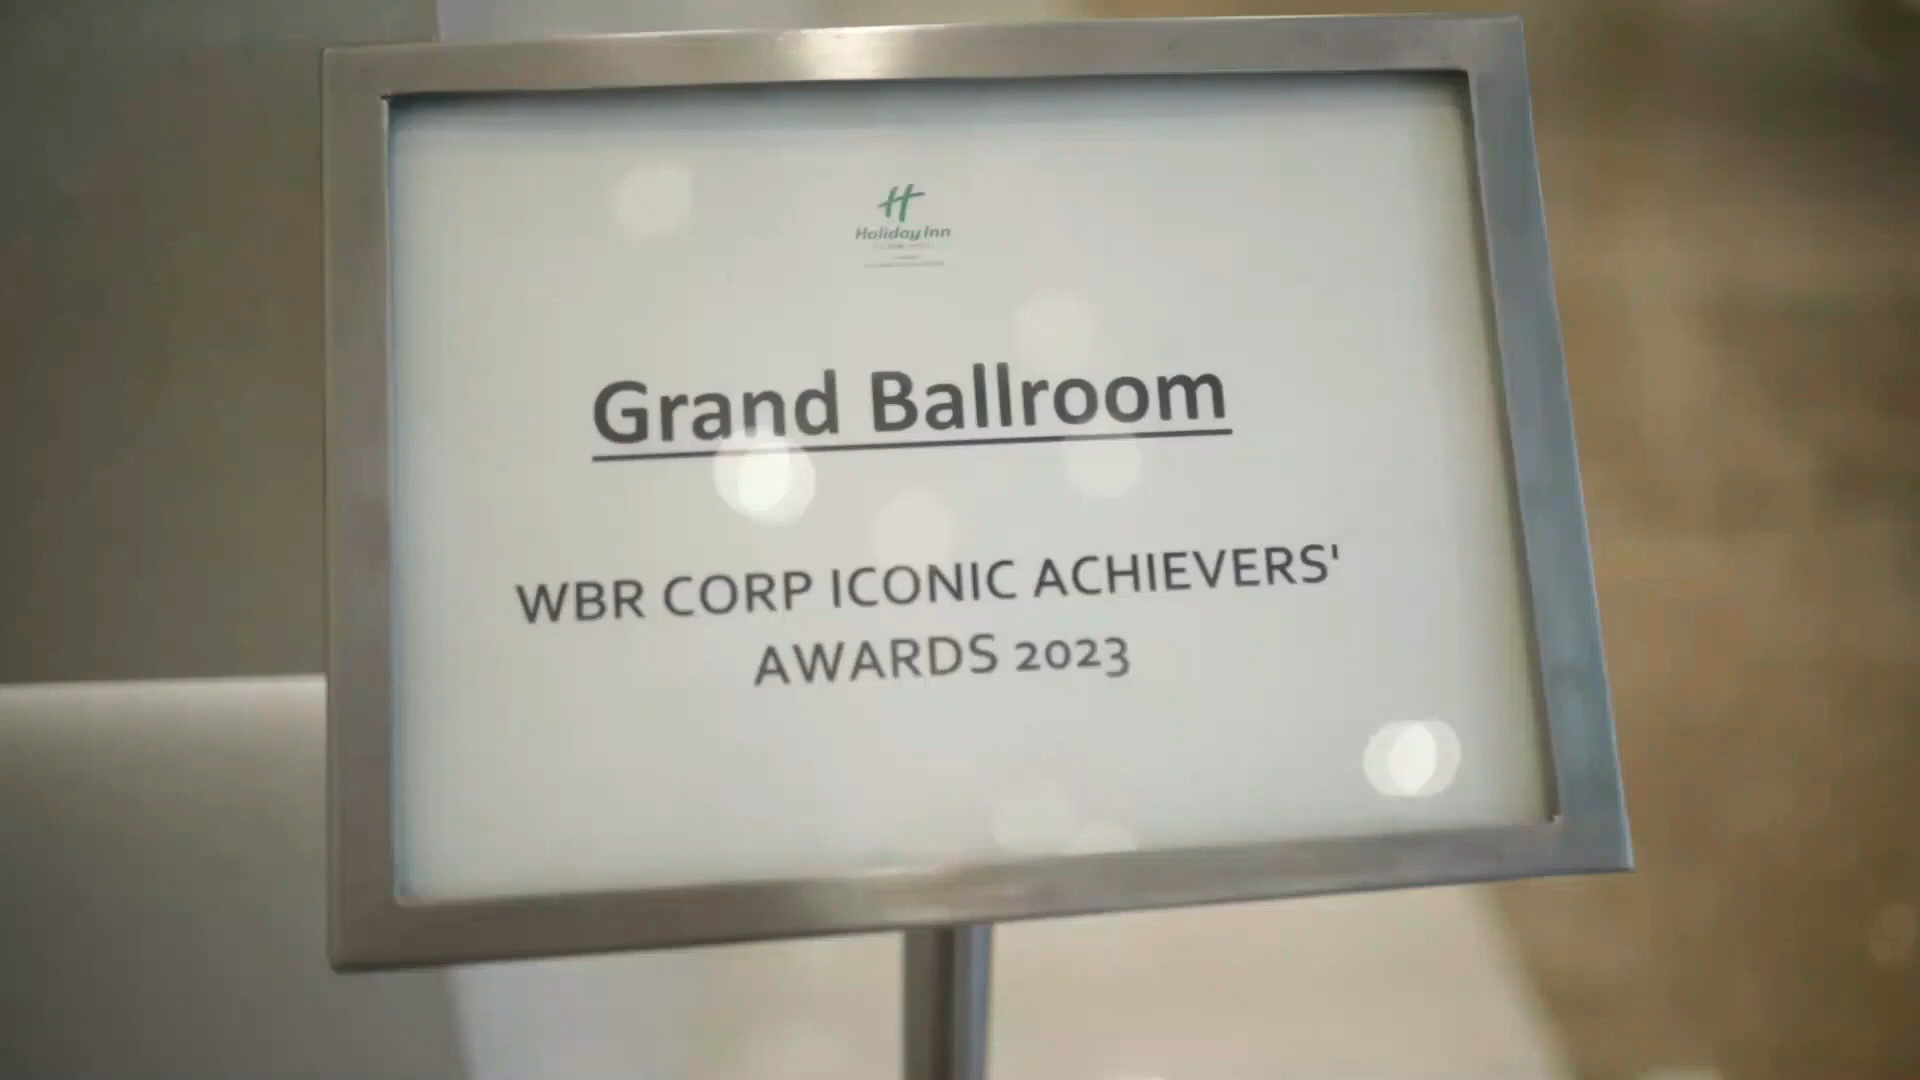 Holiday Inn
Grand Ballroom
WBR CORP ICONIC ACHIEVERS'
AWARDS 2023